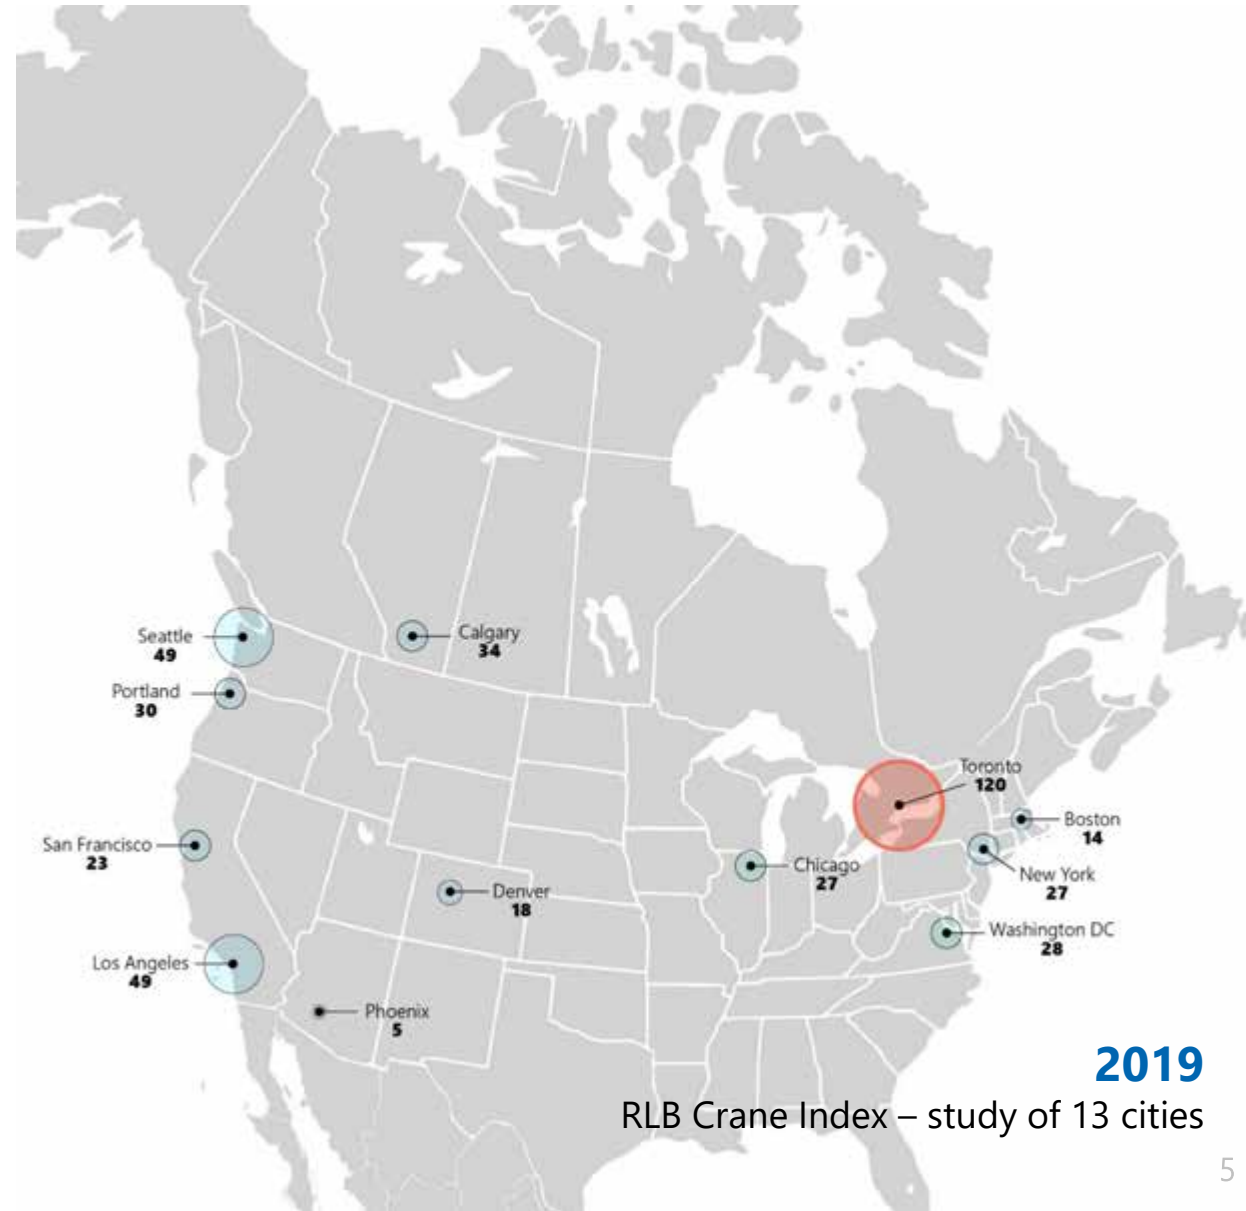 Seattle
49
Calgary
34
Portland
30
Toronto
120
Boston
14
San Francisco
23
Chicago
27
New York
27
Denver
18
Washington DC
28
Los Angeles
49
Phoenix
5
2019
RLB Crane Index – study of 13 cities
5